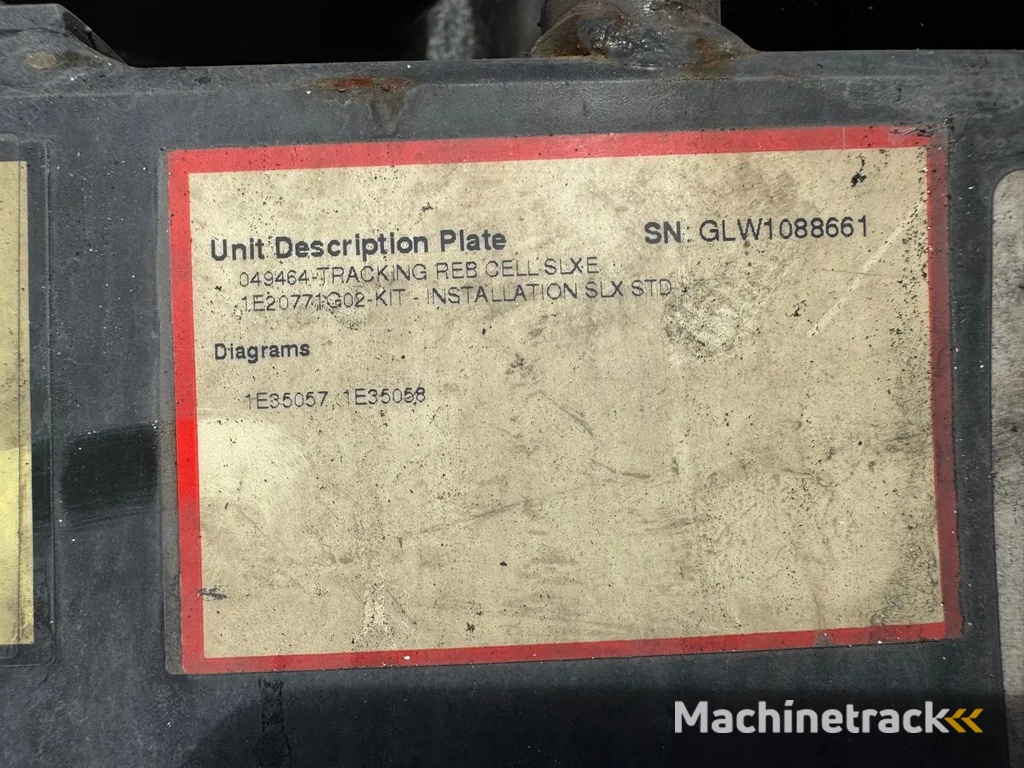 Unit Description Plate SN: GLW1088661
049464-TRACKING REB CELL SLX-E
1E20771G02-KIT - INSTALLATION SLX STD
Diagrams
1E35057, 1E35058
Machinetrack